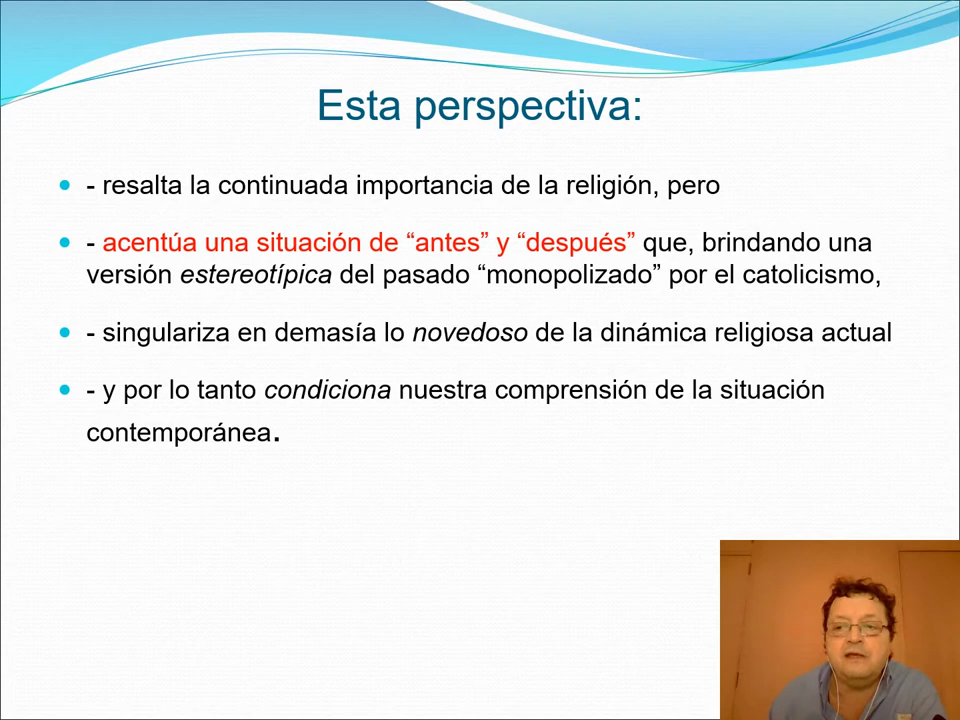 Esta perspectiva:
- resalta la continuada importancia de la religión, pero
- acentúa una situación de “antes” y “después” que, brindando una
versión estereotípica del pasado “monopolizado” por el catolicismo,
- singulariza en demasía lo novedoso de la dinámica religiosa actual
- y por lo tanto condiciona nuestra comprensión de la situación
contemporánea.